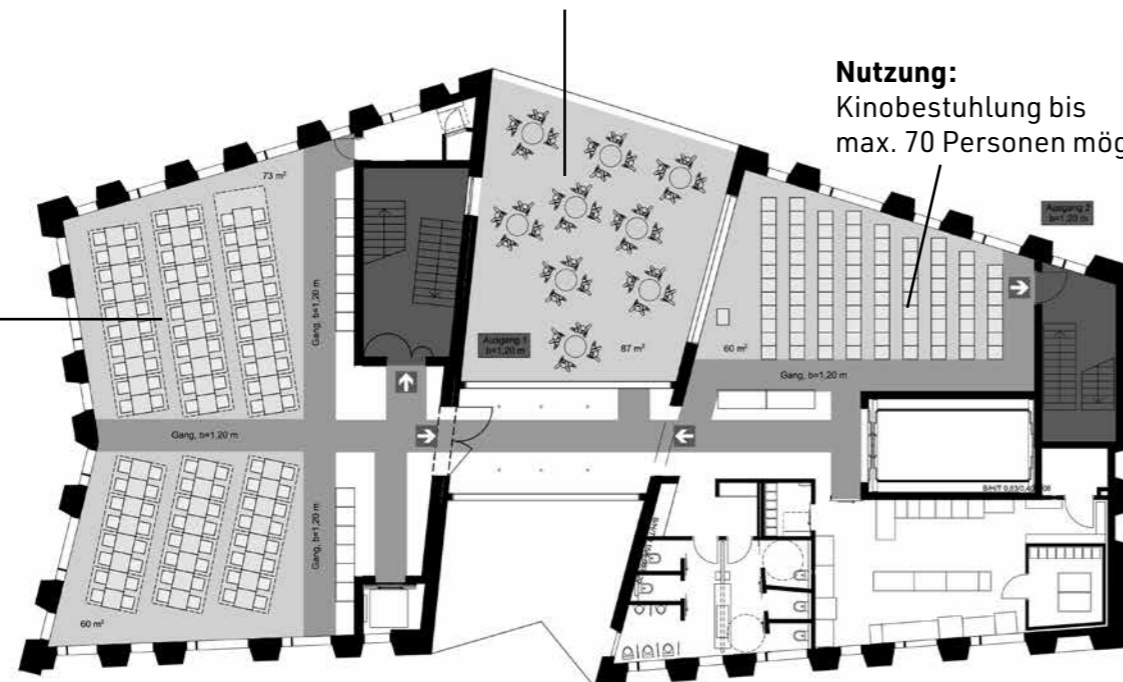 Nutzung:
Kinobestuhlung bis
max. 70 Personen mög
73 m²
Ausgang 2
b=1,20 m
Gang, b=1,20 m
Ausgang 1
b=1,20 m
87 m²
60 m²
Gang, b=1,20 m
Gang, b=1,20 m
Gang, b=1,20 m
60 m²